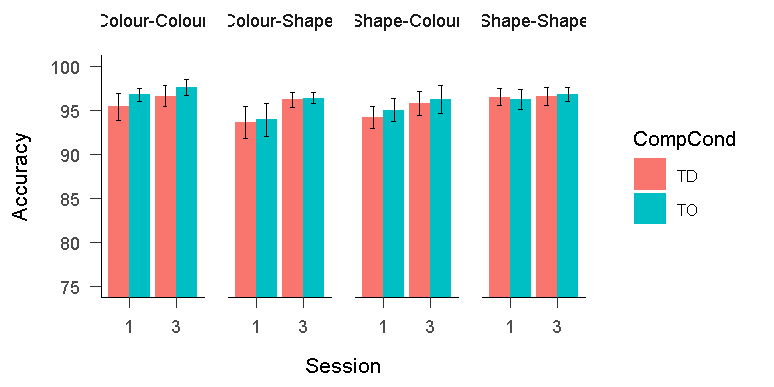 Colour-Colour
Colour-Shape
Shape-Colour
Shape-Shape
100
95
90
85
80
75
Accuracy
1 3
1 3
1 3
1 3
Session
CompCond
TD
TO